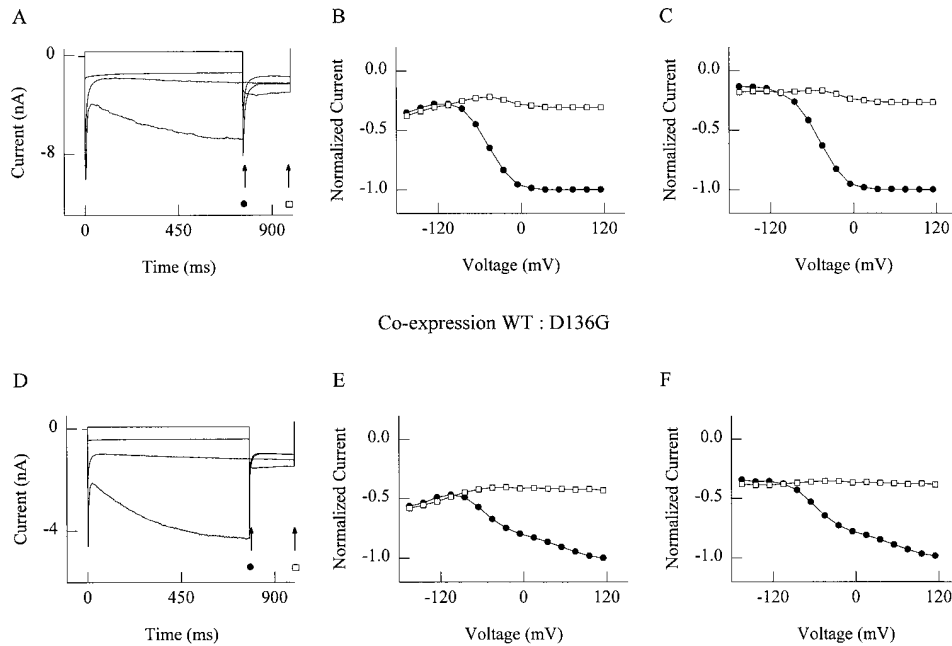 A
B
C
0
-8
Current (nA)
0
450
900
Time (ms)
0.0
-0.5
-1.0
Normalized Current
-120
0
120
Voltage (mV)
0.0
-0.5
-1.0
Normalized Current
-120
0
120
Voltage (mV)
Co-expression WT : D136G
D
E
F
0
-4
Current (nA)
0
450
900
Time (ms)
0.0
-0.5
-1.0
Normalized Current
-120
0
120
Voltage (mV)
0.0
-0.5
-1.0
Normalized Current
-120
0
120
Voltage (mV)